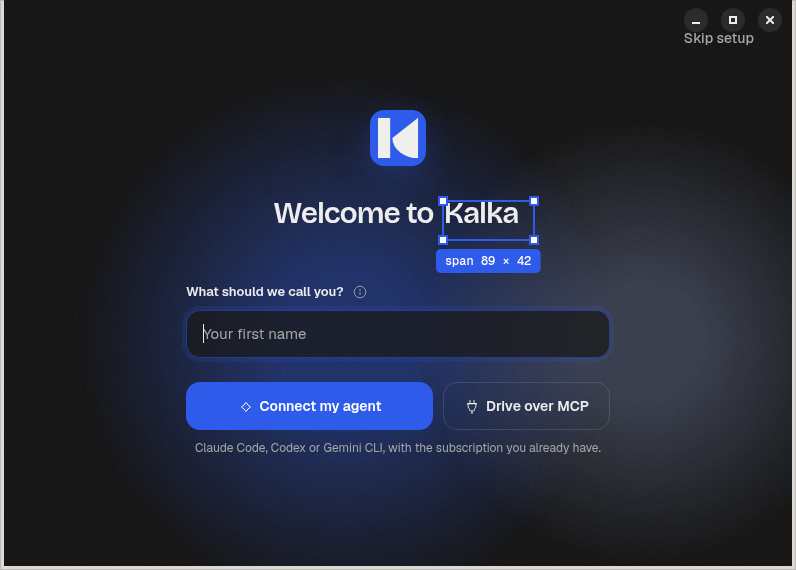 Skip setup
Welcome to Kalka
span 89 × 42
What should we call you?
Your first name
Connect my agent
Drive over MCP
Claude Code, Codex or Gemini CLI, with the subscription you already have.